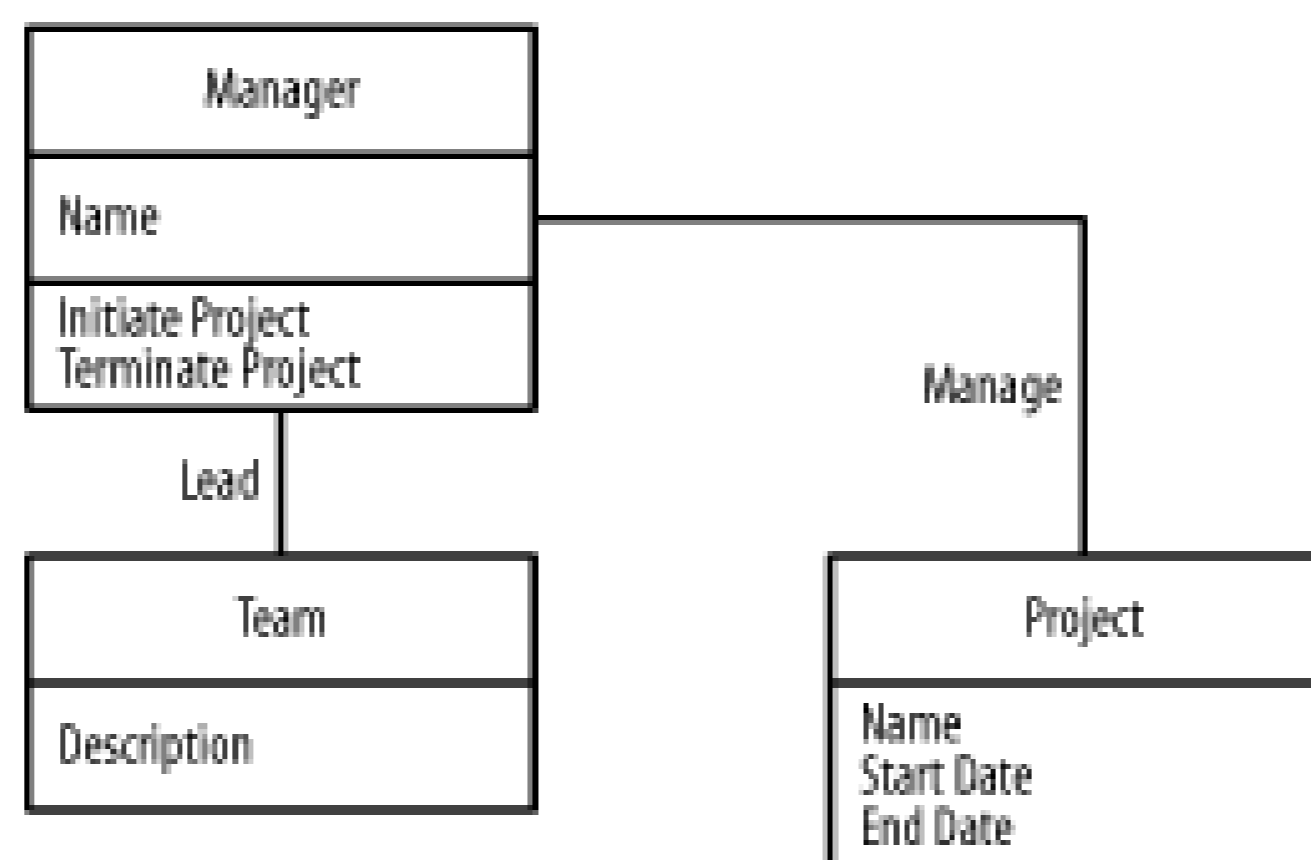 Manager
Name
Initiate Project
Terminate Project
Manage
Lead
Team
Project
Description
Name
Start Date
End Date